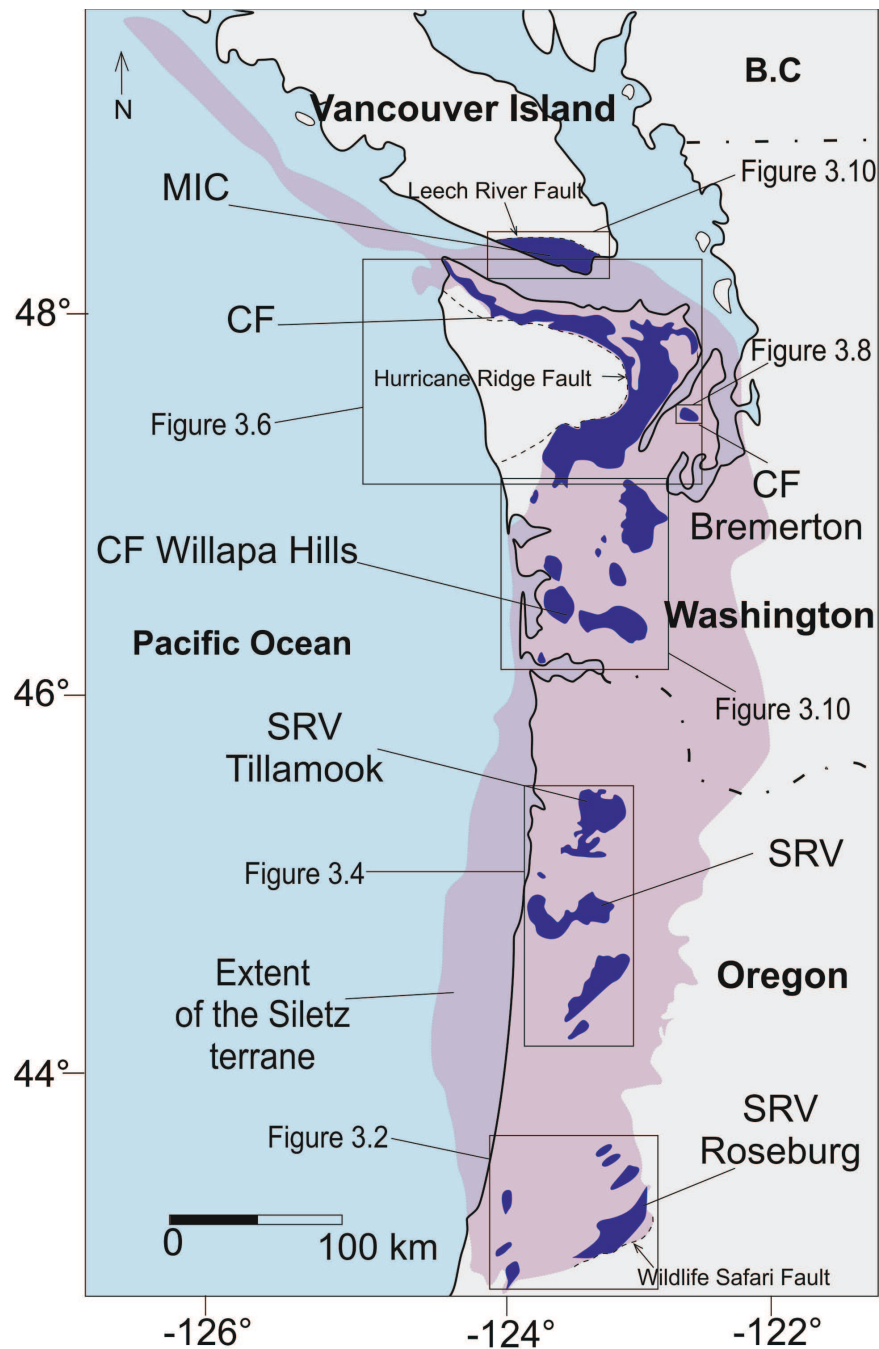 B.C
N
Vancouver Island
Figure 3.10
MIC
Leech River Fault
48°
CF
Figure 3.8
Hurricane Ridge Fault
Figure 3.6
CF
Bremerton
CF Willapa Hills
Washington
Pacific Ocean
46°
Figure 3.10
SRV
Tillamook
SRV
Figure 3.4
Extent
of the Siletz
terrane
Oregon
44°
SRV
Roseburg
Figure 3.2
0
100 km
Wildlife Safari Fault
-126°
-124°
-122°